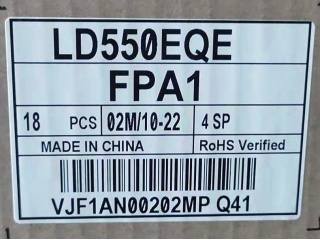 LD550EQE
FPA1
18 PCS 02M/10-22 4 SP
MADE IN CHINA RoHS Verified
VJF1AN00202MP Q41